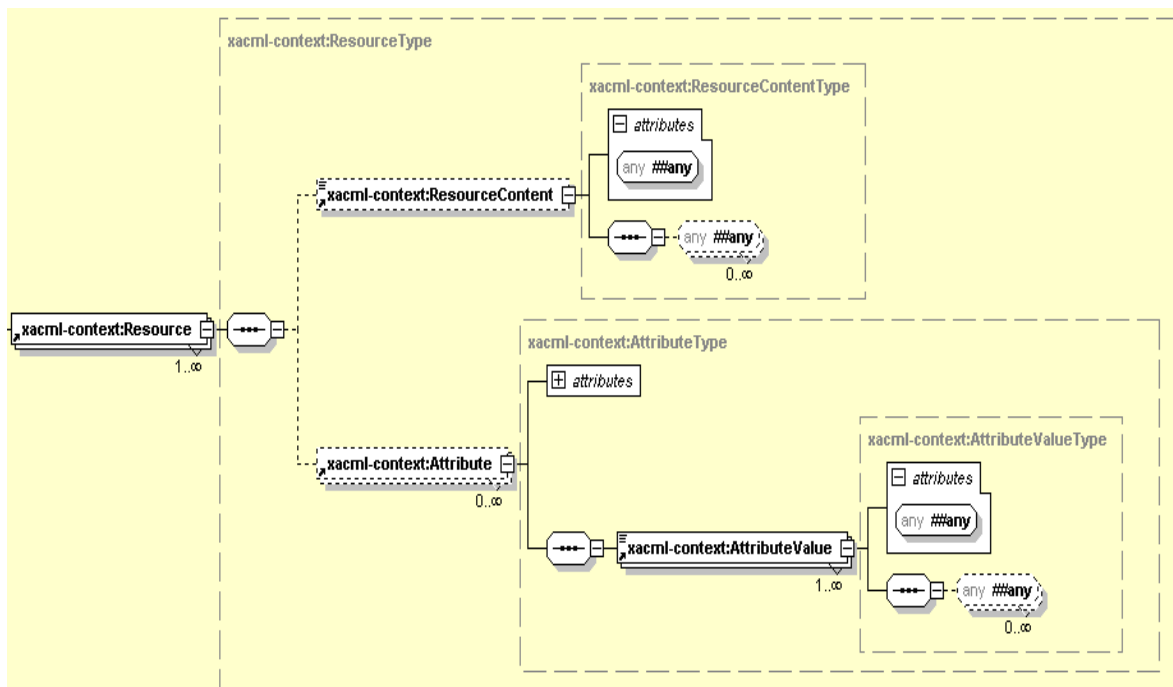 xacml-context:ResourceType
xacml-context:ResourceContentType
attributes
any ##any
xacml-context:ResourceContent
any ##any
0..∞
xacml-context:Resource
1..∞
xacml-context:AttributeType
attributes
xacml-context:Attribute
0..∞
xacml-context:AttributeValueType
attributes
any ##any
xacml-context:AttributeValue
1..∞
any ##any
0..∞